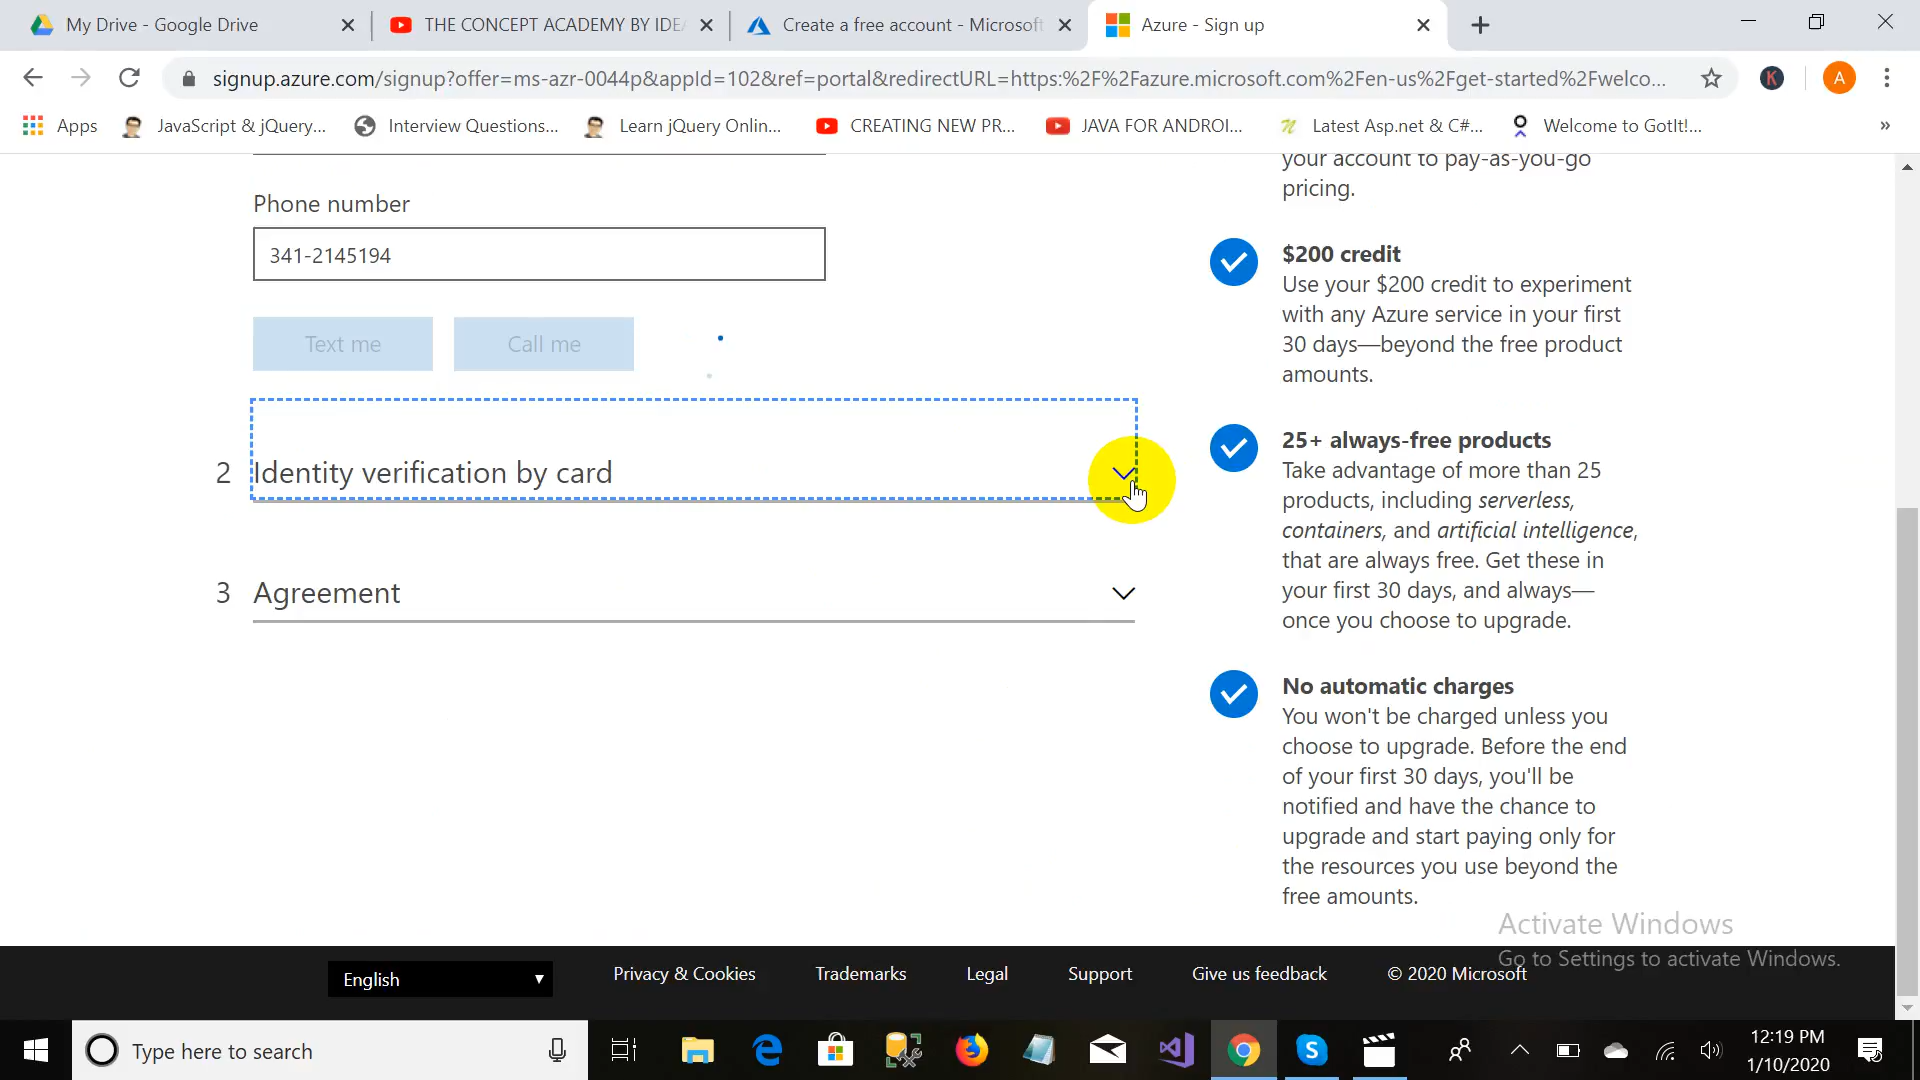 My Drive - Google Drive
THE CONCEPT ACADEMY BY IDEA
Create a free account - Microsoft
Azure - Sign up
signup.azure.com/signup?offer=ms-azr-0044p&appId=102&ref=portal&redirectURL=https:%2F%2Fazure.microsoft.com%2Fen-us%2Fget-started%2Fwelco...
K
A
Apps
JavaScript & jQuery...
Interview Questions...
Learn jQuery Onlin...
CREATING NEW PR...
JAVA FOR ANDROI...
Latest Asp.net & C#...
Welcome to GotIt!...
»
Phone number
341-2145194
Text me
Call me
2 Identity verification by card
3 Agreement
your account to pay-as-you-go
pricing.
$200 credit
Use your $200 credit to experiment
with any Azure service in your first
30 days—beyond the free product
amounts.
25+ always-free products
Take advantage of more than 25
products, including serverless,
containers, and artificial intelligence,
that are always free. Get these in
your first 30 days, and always—
once you choose to upgrade.
No automatic charges
You won't be charged unless you
choose to upgrade. Before the end
of your first 30 days, you'll be
notified and have the chance to
upgrade and start paying only for
the resources you use beyond the
free amounts.
Activate Windows
Go to Settings to activate Windows.
English
Privacy & Cookies
Trademarks
Legal
Support
Give us feedback
© 2020 Microsoft
Type here to search
12:19 PM
1/10/2020